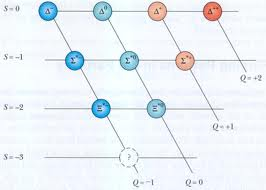 S = 0 Δ⁻ Δ⁰ Δ⁺ Δ⁺⁺
S = −1 Σ*⁻ Σ*⁰ Σ*⁺
Q = +2
S = −2 Ξ*⁻ Ξ*⁰
Q = +1
S = −3 ?
Q = −1 Q = 0